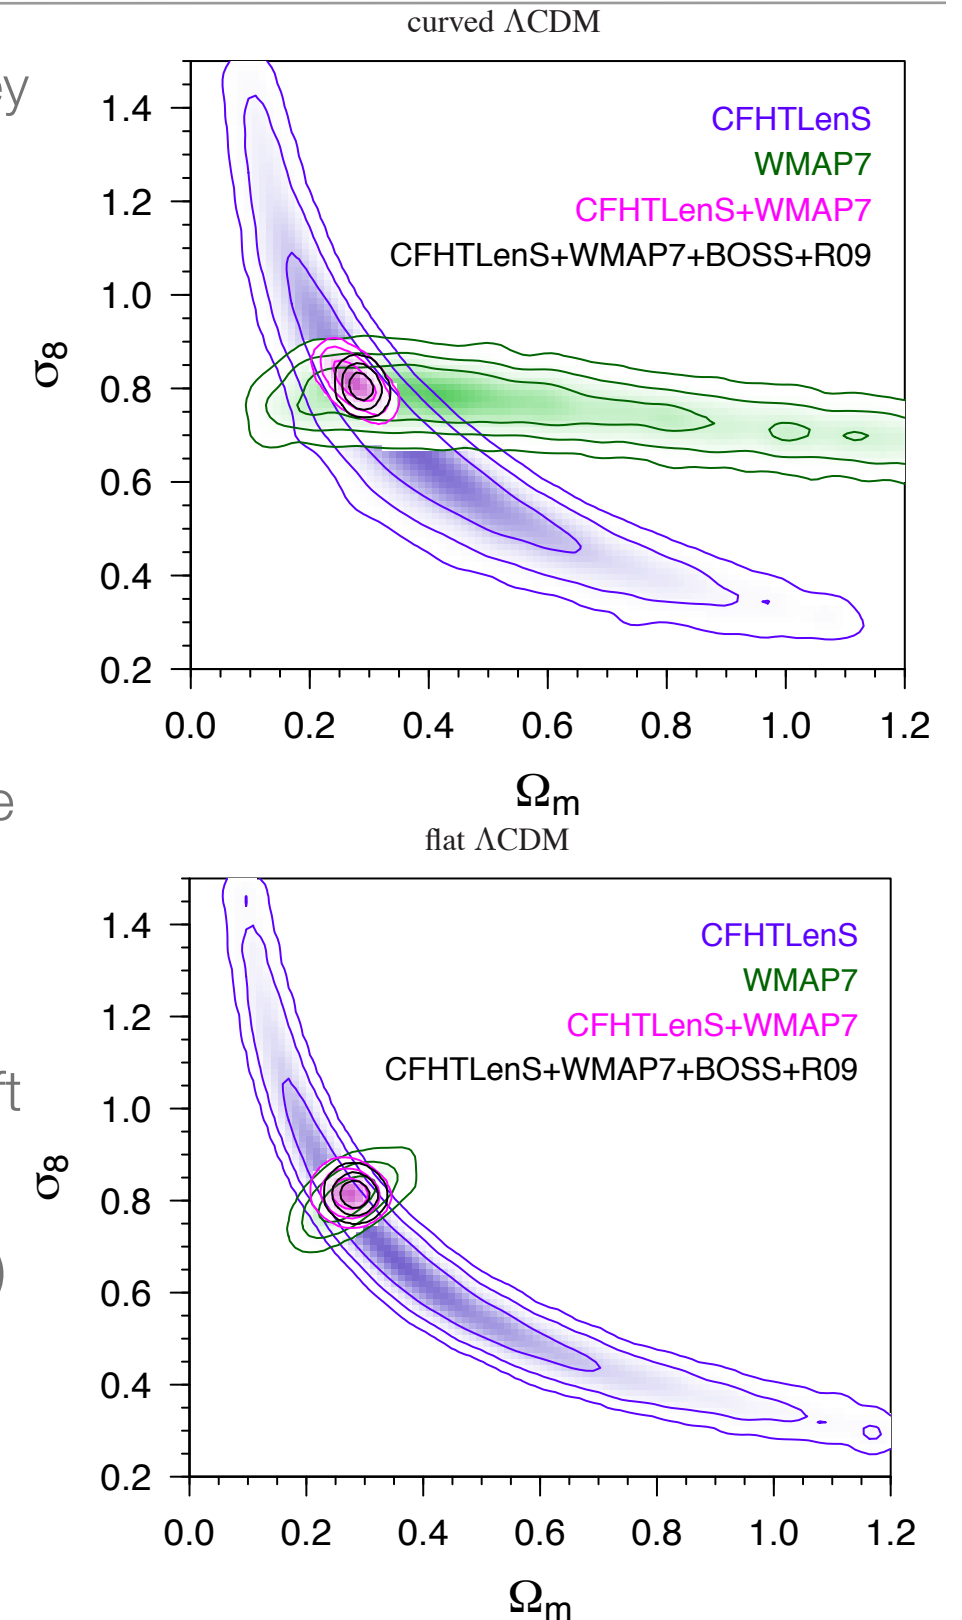 curved ΛCDM
ey
1.4
1.2
1.0
0.8
0.6
0.4
0.2
σ8
CFHTLenS
WMAP7
CFHTLenS+WMAP7
CFHTLenS+WMAP7+BOSS+R09
0.0 0.2 0.4 0.6 0.8 1.0 1.2
Ωm
e
flat ΛCDM
1.4
1.2
1.0
0.8
0.6
0.4
0.2
ft
σ8
)
CFHTLenS
WMAP7
CFHTLenS+WMAP7
CFHTLenS+WMAP7+BOSS+R09
0.0 0.2 0.4 0.6 0.8 1.0 1.2
Ωm